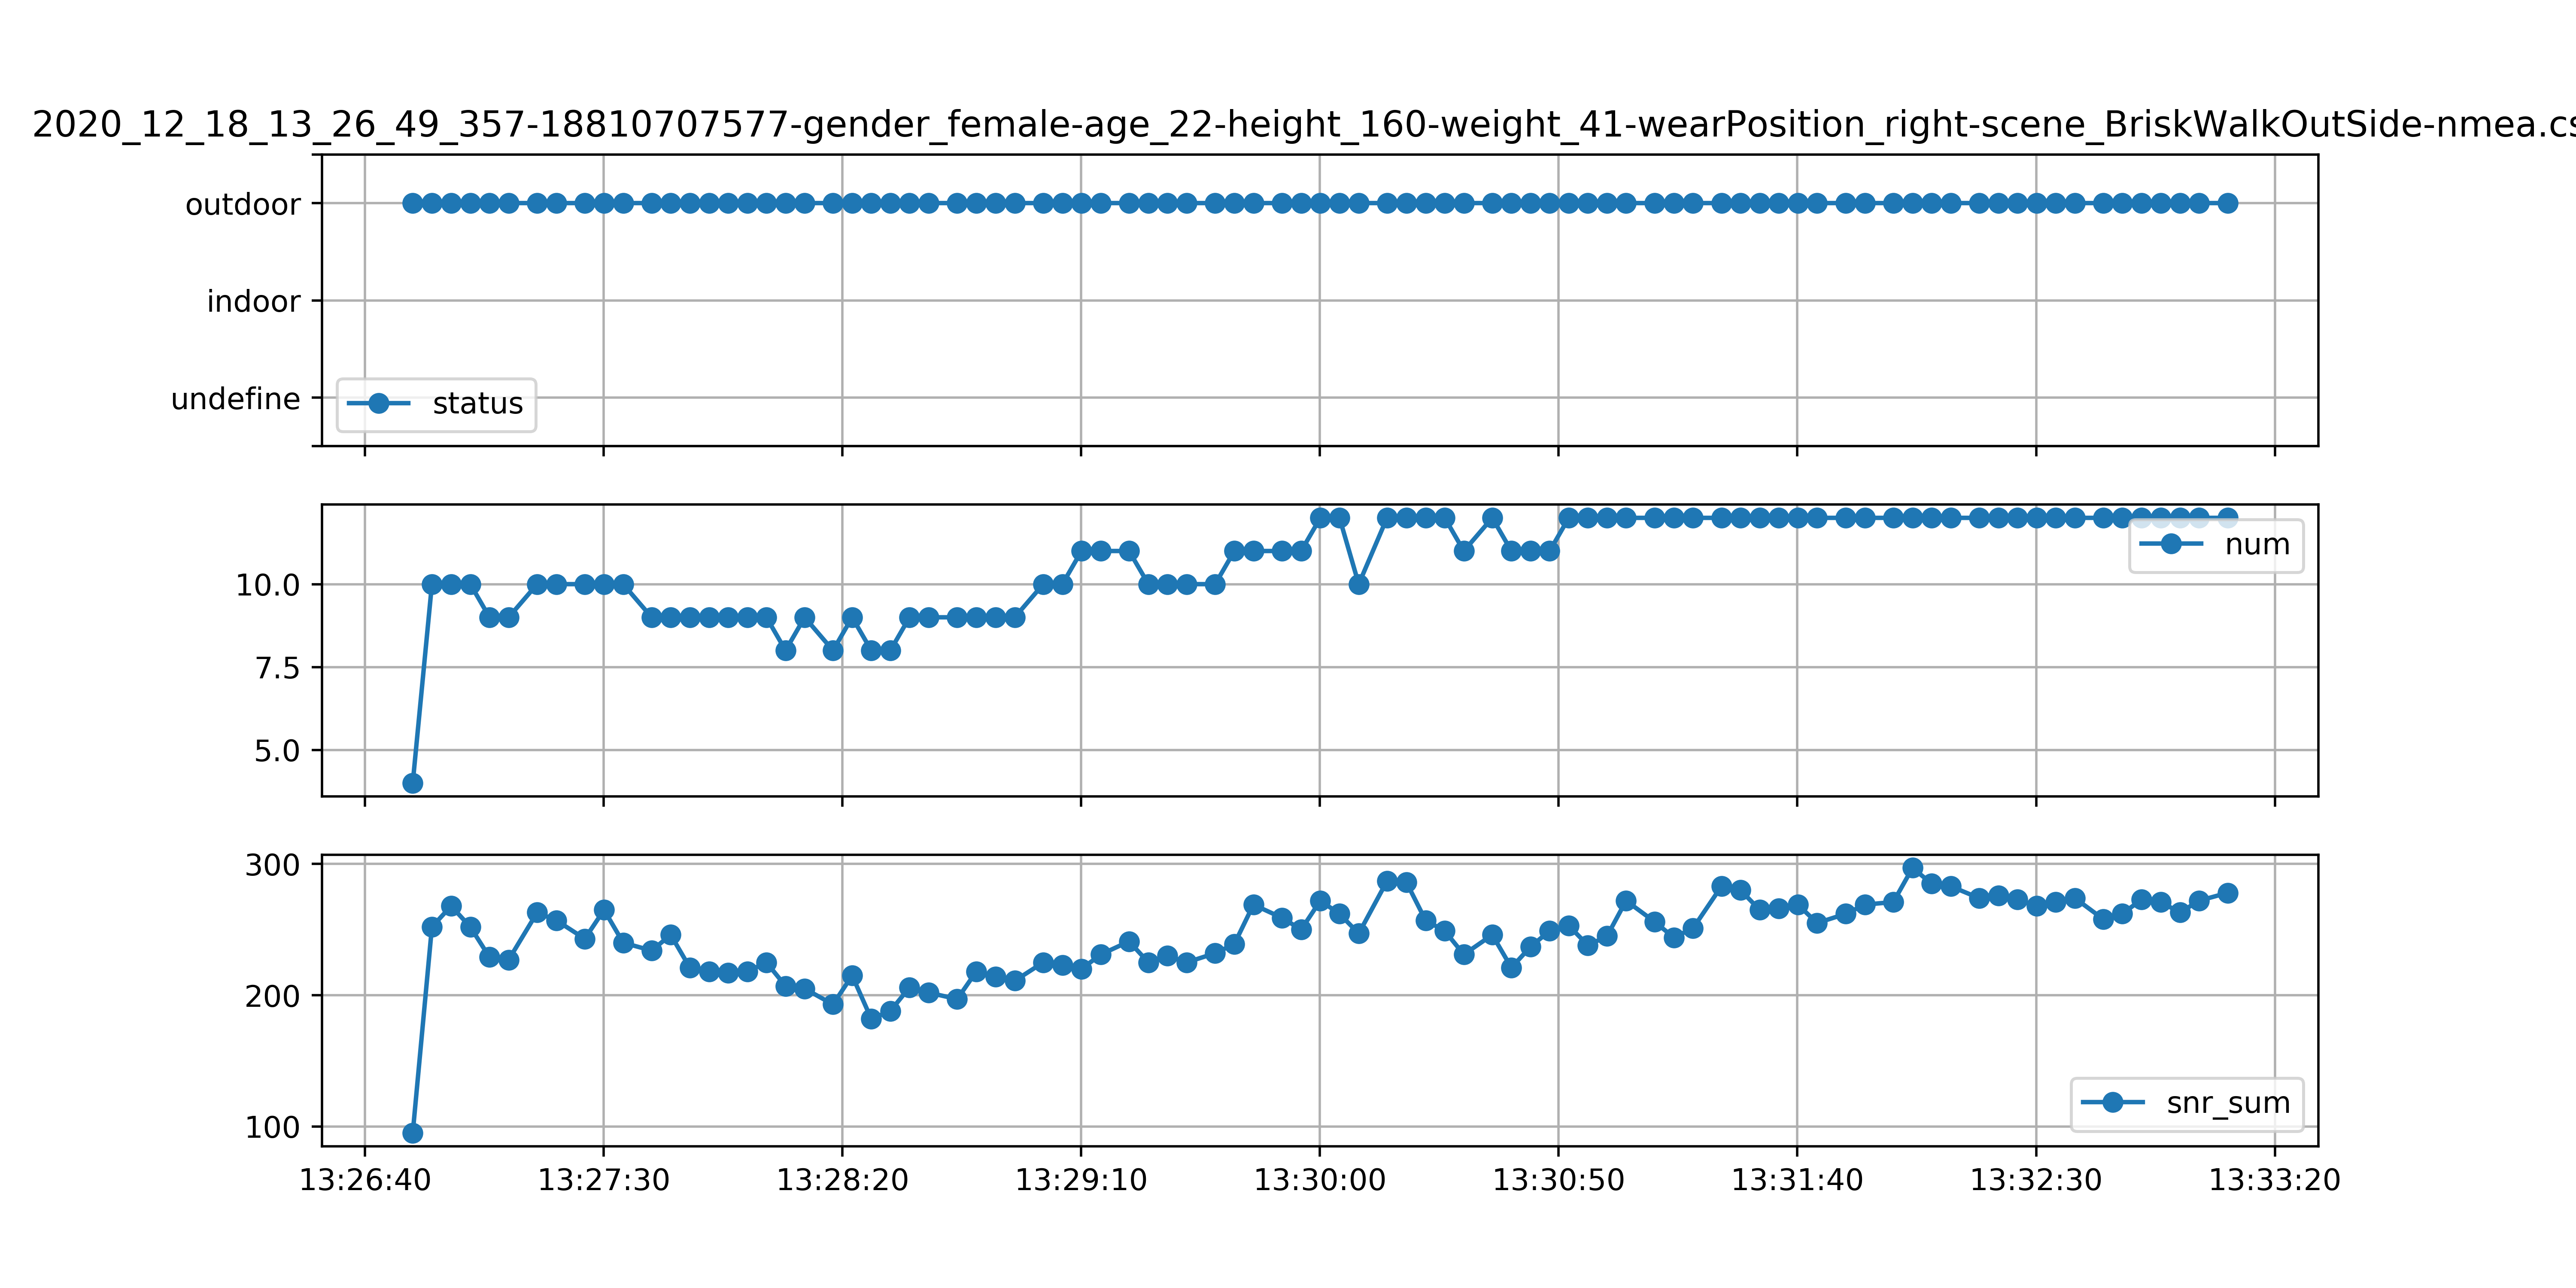 2020_12_18_13_26_49_357-18810707577-gender_female-age_22-height_160-weight_41-wearPosition_right-scene_BriskWalkOutSide-nmea.cs
outdoor
indoor
undefine
status
10.0
7.5
5.0
num
300
200
100
snr_sum
13:26:40 13:27:30 13:28:20 13:29:10 13:30:00 13:30:50 13:31:40 13:32:30 13:33:20